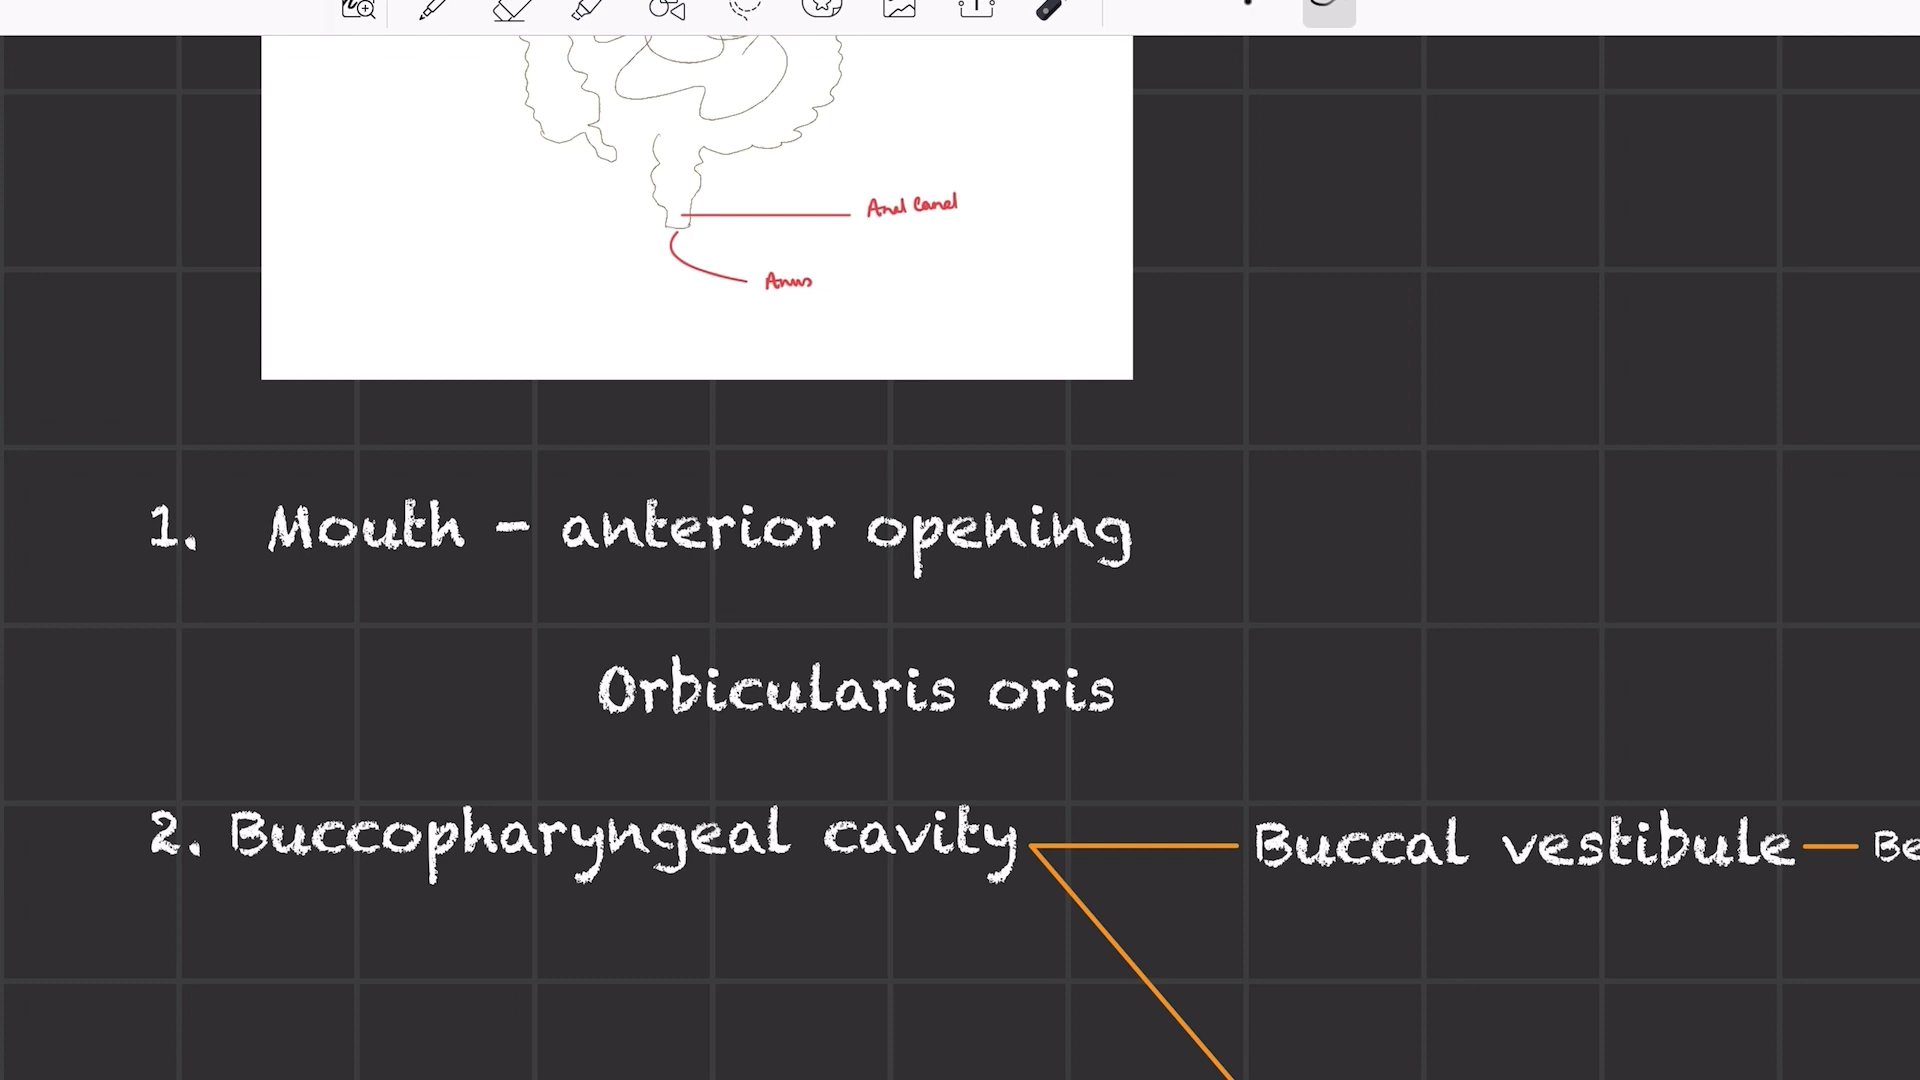 Anal Canal
Anus
1. Mouth - anterior opening
Orbicularis oris
2. Buccopharyngeal cavity
Buccal vestibule